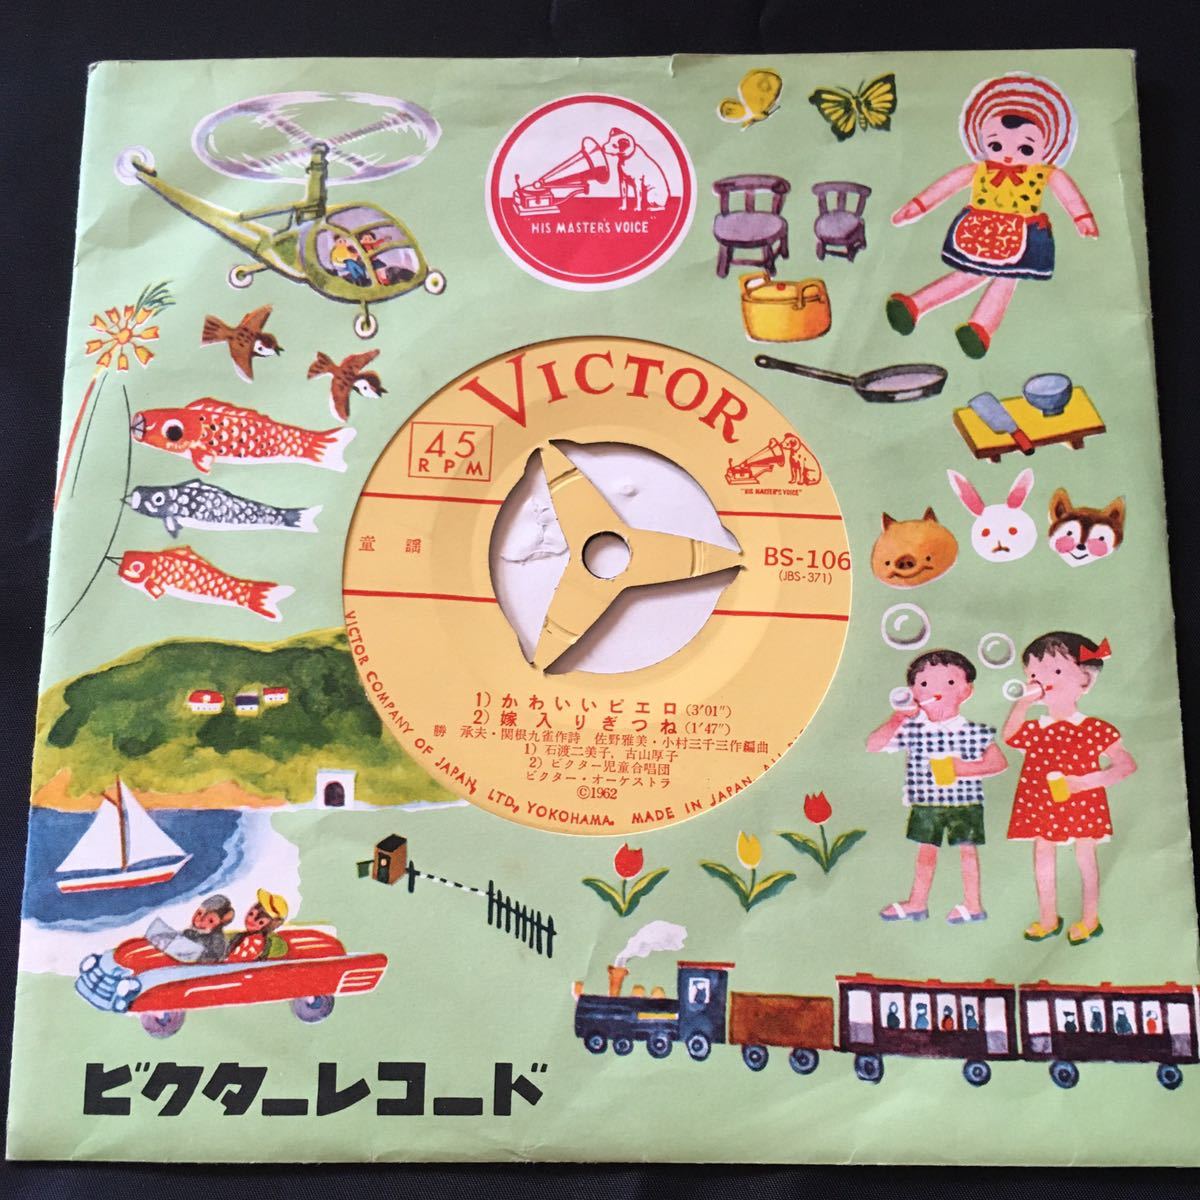 "HIS MASTER'S VOICE"
VICTOR
45
RPM
"HIS MASTER'S VOICE"
童謡
BS-106
(JBS-371)
1) かわいいピエロ (3′01″)
2) 嫁入りぎつね (1′47″)
勝 承夫・関根九雀作詩 佐野雅美・小村三千三作編曲
1) 石渡二美子, 古山厚子
2) ビクター児童合唱団
ビクター・オーケストラ
©1962
VICTOR COMPANY OF JAPAN, LTD., YOKOHAMA. MADE IN JAPAN
ビクターレコード